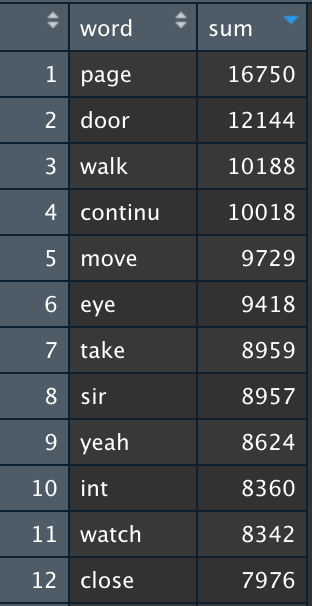 word sum
1 page 16750
2 door 12144
3 walk 10188
4 continu 10018
5 move 9729
6 eye 9418
7 take 8959
8 sir 8957
9 yeah 8624
10 int 8360
11 watch 8342
12 close 7976